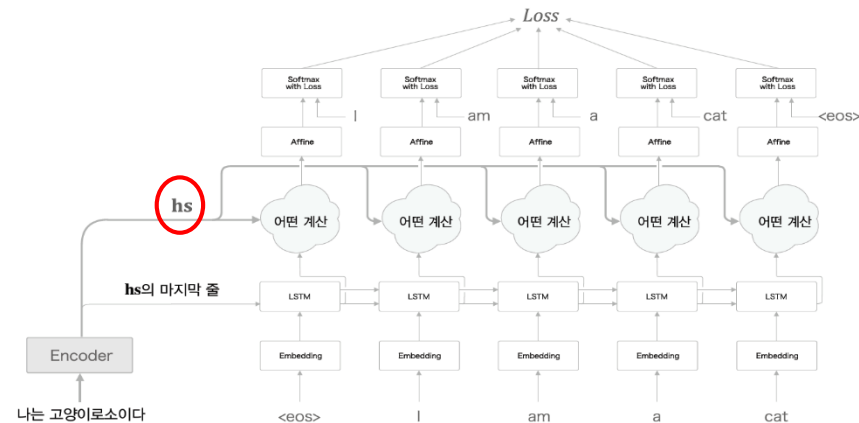 Loss
Softmax
with Loss
Softmax
with Loss
Softmax
with Loss
Softmax
with Loss
Softmax
with Loss
I
am
a
cat
<eos>
Affine
Affine
Affine
Affine
Affine
hs
어떤 계산
어떤 계산
어떤 계산
어떤 계산
어떤 계산
hs의 마지막 줄
LSTM
LSTM
LSTM
LSTM
LSTM
Encoder
Embedding
Embedding
Embedding
Embedding
Embedding
나는 고양이로소이다
<eos>
I
am
a
cat